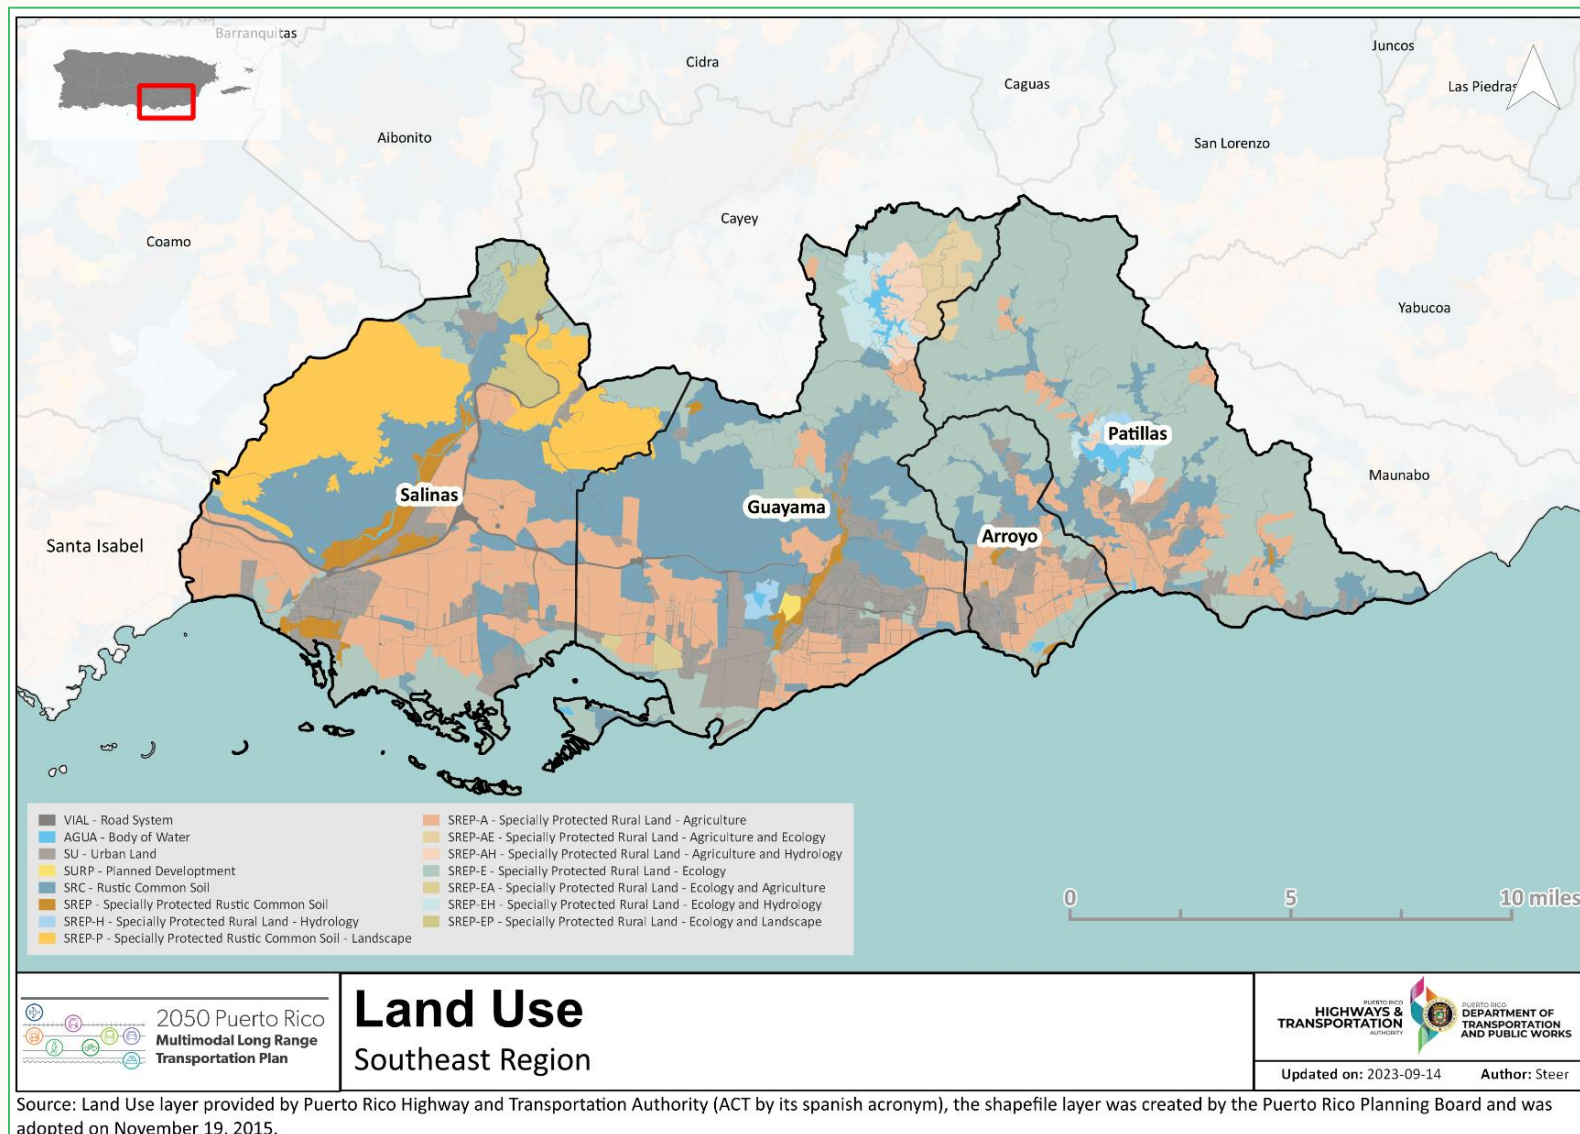 Barranquitas
Cidra
Juncos
Caguas
Las Piedras
Aibonito
San Lorenzo
Cayey
Coamo
Yabucoa
Patillas
Maunabo
Salinas
Guayama
Arroyo
Santa Isabel
VIAL - Road System
AGUA - Body of Water
SU - Urban Land
SURP - Planned Development
SRC - Rustic Common Soil
SREP - Specially Protected Rustic Common Soil
SREP-H - Specially Protected Rural Land - Hydrology
SREP-P - Specially Protected Rustic Common Soil - Landscape
SREP-A - Specially Protected Rural Land - Agriculture
SREP-AE - Specially Protected Rural Land - Agriculture and Ecology
SREP-AH - Specially Protected Rural Land - Agriculture and Hydrology
SREP-E - Specially Protected Rural Land - Ecology
SREP-EA - Specially Protected Rural Land - Ecology and Agriculture
SREP-EH - Specially Protected Rural Land - Ecology and Hydrology
SREP-EP - Specially Protected Rural Land - Ecology and Landscape
0 5 10 miles
2050 Puerto Rico
Multimodal Long Range
Transportation Plan
Land Use
Southeast Region
PUERTO RICO
HIGHWAYS &
TRANSPORTATION
AUTHORITY
PUERTO RICO
DEPARTMENT OF
TRANSPORTATION
AND PUBLIC WORKS
Updated on: 2023-09-14 Author: Steer
Source: Land Use layer provided by Puerto Rico Highway and Transportation Authority (ACT by its spanish acronym), the shapefile layer was created by the Puerto Rico Planning Board and was
adopted on November 19, 2015.